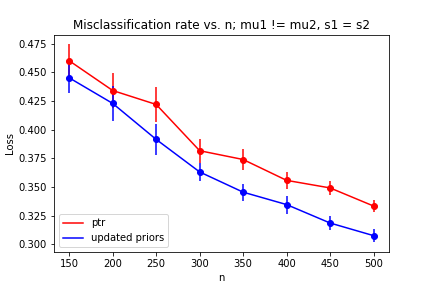 Misclassification rate vs. n; mu1 != mu2, s1 = s2
0.475
0.450
0.425
0.400
0.375
0.350
0.325
0.300
Loss
ptr
updated priors
150 200 250 300 350 400 450 500
n